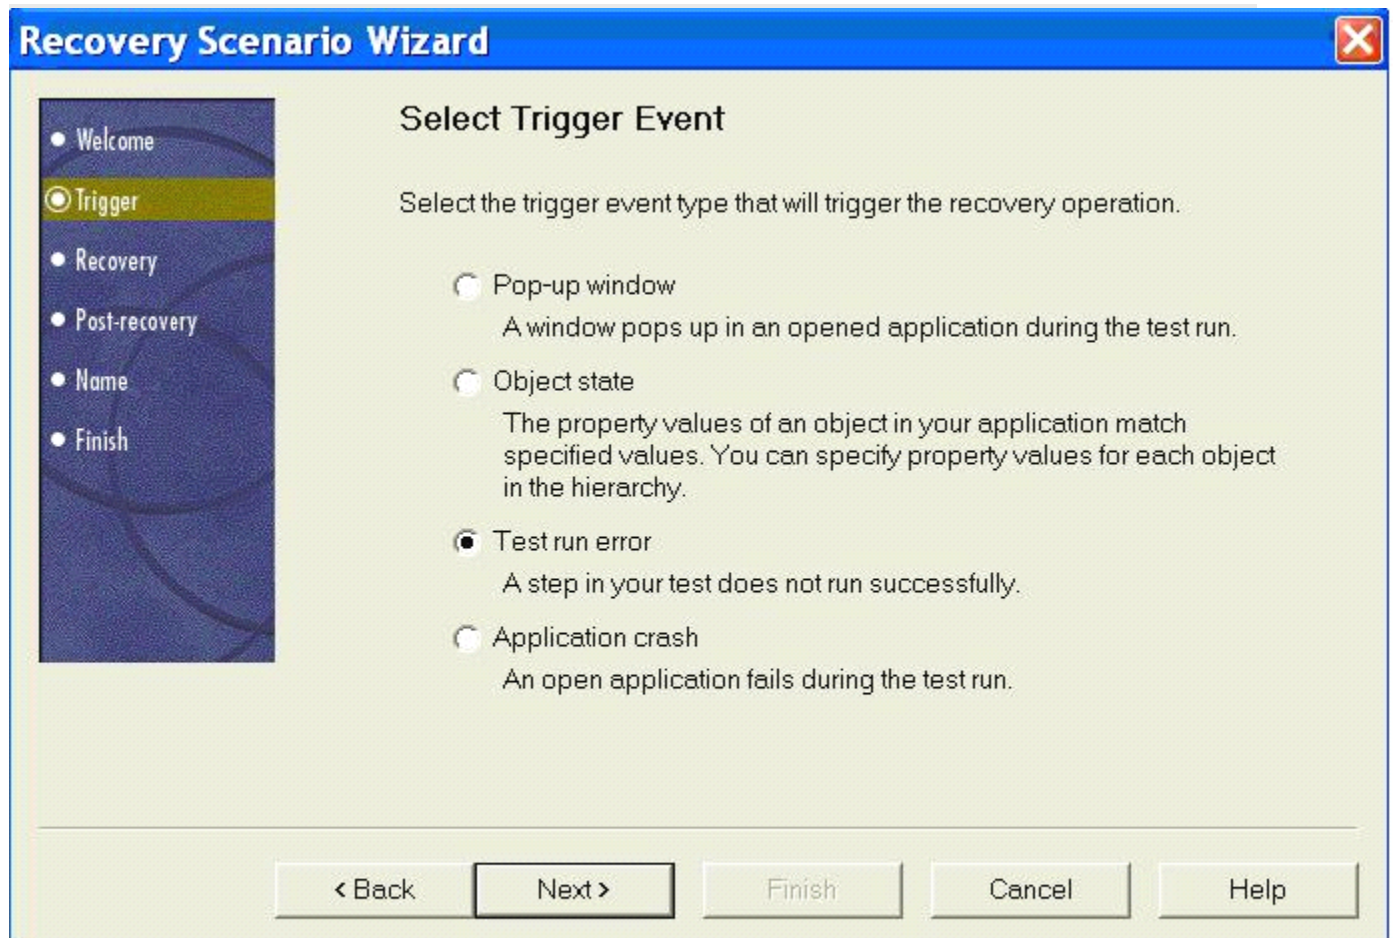 Recovery Scenario Wizard
Welcome
Trigger
Recovery
Post-recovery
Name
Finish
Select Trigger Event
Select the trigger event type that will trigger the recovery operation.
Pop-up window
A window pops up in an opened application during the test run.
Object state
The property values of an object in your application match
specified values. You can specify property values for each object
in the hierarchy.
Test run error
A step in your test does not run successfully.
Application crash
An open application fails during the test run.
< Back
Next >
Finish
Cancel
Help